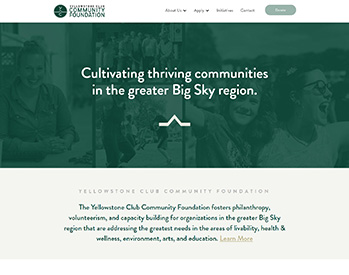 YELLOWSTONE CLUB
COMMUNITY
FOUNDATION
About Us Apply Initiatives Contact Donate
Cultivating thriving communities
in the greater Big Sky region.
YELLOWSTONE CLUB COMMUNITY FOUNDATION
The Yellowstone Club Community Foundation fosters philanthropy,
volunteerism, and capacity building for organizations in the greater Big Sky
region that are addressing the greatest needs in the areas of livability, health &
wellness, environment, arts, and education. Learn More